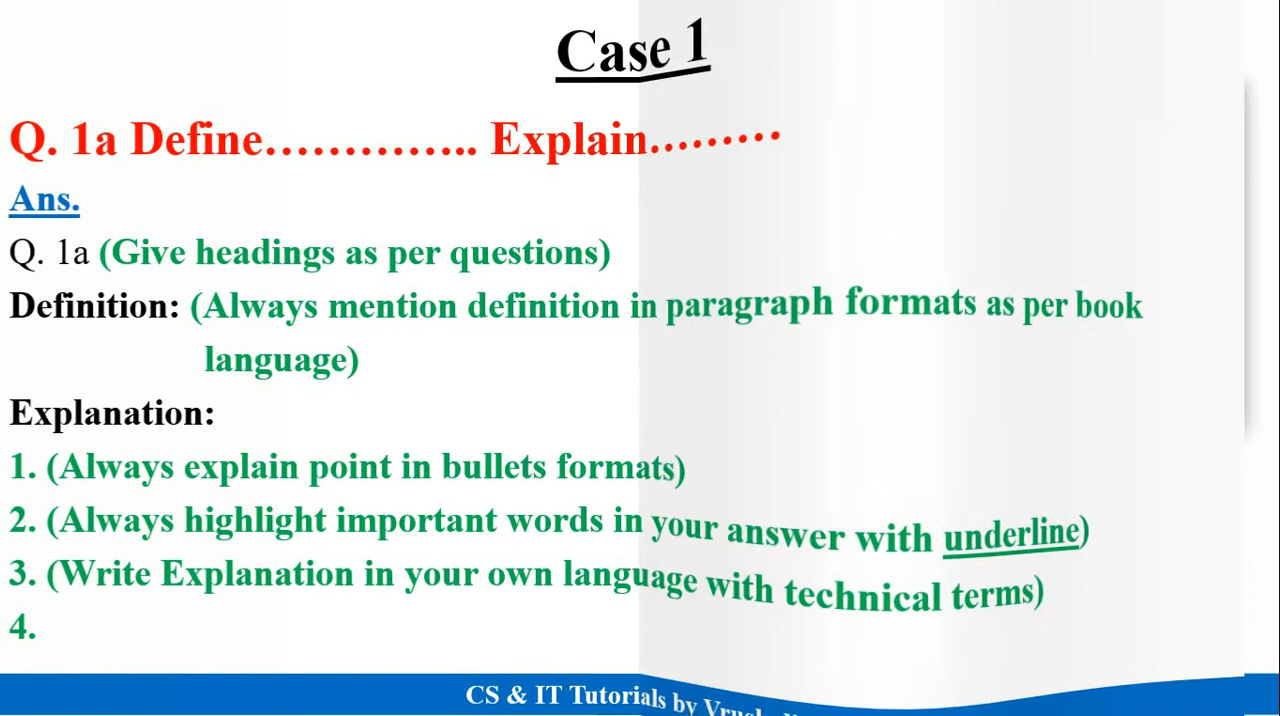 Case 1
Q. 1a Define………….. Explain………
Ans.
Q. 1a (Give headings as per questions)
Definition: (Always mention definition in paragraph formats as per book
language)
Explanation:
1. (Always explain point in bullets formats)
2. (Always highlight important words in your answer with underline)
3. (Write Explanation in your own language with technical terms)
4.
CS & IT Tutorials by